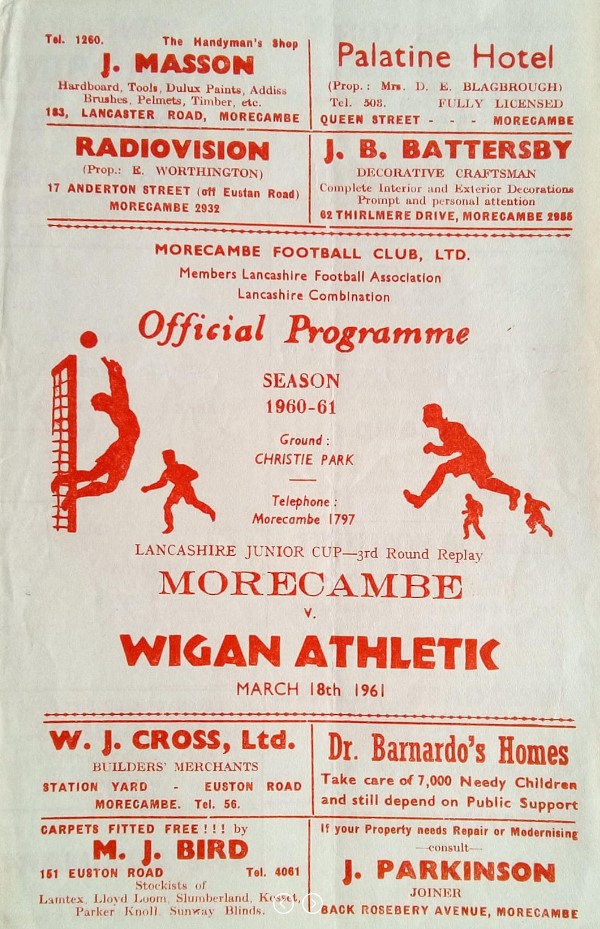 Tel. 1260. The Handyman's Shop
J. MASSON
Hardboard, Tools, Dulux Paints, Addiss
Brushes, Pelmets, Timber, etc.
183, LANCASTER ROAD, MORECAMBE
Palatine Hotel
(Prop.: Mrs. D. E. BLAGBROUGH)
Tel. 508. FULLY LICENSED
QUEEN STREET - - - MORECAMBE
RADIOVISION
(Prop.: E. WORTHINGTON)
17 ANDERTON STREET (off Eustan Road)
MORECAMBE 2932
J. B. BATTERSBY
DECORATIVE CRAFTSMAN
Complete Interior and Exterior Decorations
Prompt and personal attention
62 THIRLMERE DRIVE, MORECAMBE 2955
MORECAMBE FOOTBALL CLUB, LTD.
Members Lancashire Football Association
Lancashire Combination
Official Programme
SEASON
1960-61
Ground:
CHRISTIE PARK
Telephone:
Morecambe 1797
LANCASHIRE JUNIOR CUP—3rd Round Replay
MORECAMBE
v.
WIGAN ATHLETIC
MARCH 18th 1961
W. J. CROSS, Ltd.
BUILDERS' MERCHANTS
STATION YARD - EUSTON ROAD
MORECAMBE. Tel. 56.
Dr. Barnardo's Homes
Take care of 7,000 Needy Children
and still depend on Public Support
CARPETS FITTED FREE!!! by
M. J. BIRD
151 EUSTON ROAD Tel. 4061
Stockists of
Lamtex, Lloyd Loom, Slumberland, Kosset,
Parker Knoll, Sunway Blinds.
If your Property needs Repair or Modernising
—consult—
J. PARKINSON
JOINER
BACK ROSEBERY AVENUE, MORECAMBE